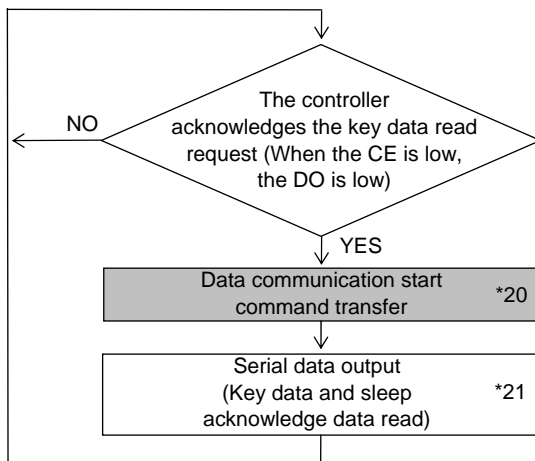 The controller
acknowledges the key data read
request (When the CE is low,
the DO is low)
NO
YES
Data communication start
command transfer
*20
Serial data output
(Key data and sleep
acknowledge data read)
*21